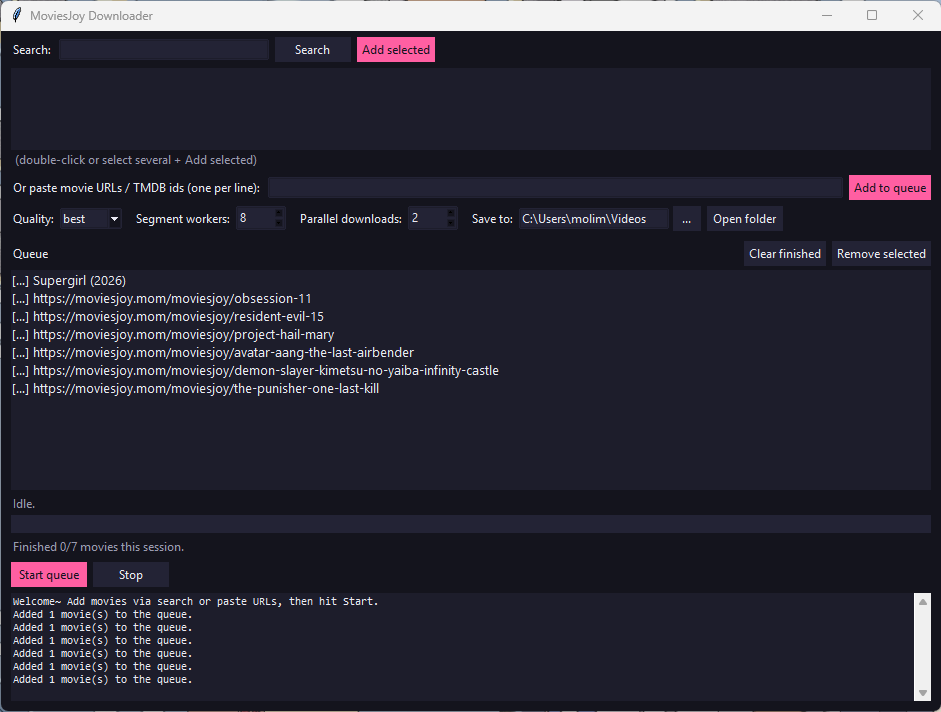 MoviesJoy Downloader
Search: Search Add selected
(double-click or select several + Add selected)
Or paste movie URLs / TMDB ids (one per line): Add to queue
Quality: best Segment workers: 8 Parallel downloads: 2 Save to: C:\Users\molim\Videos ... Open folder
Queue Clear finished Remove selected
[...] Supergirl (2026)
[...] https://moviesjoy.mom/moviesjoy/obsession-11
[...] https://moviesjoy.mom/moviesjoy/resident-evil-15
[...] https://moviesjoy.mom/moviesjoy/project-hail-mary
[...] https://moviesjoy.mom/moviesjoy/avatar-aang-the-last-airbender
[...] https://moviesjoy.mom/moviesjoy/demon-slayer-kimetsu-no-yaiba-infinity-castle
[...] https://moviesjoy.mom/moviesjoy/the-punisher-one-last-kill
Idle.
Finished 0/7 movies this session.
Start queue Stop
Welcome~ Add movies via search or paste URLs, then hit Start.
Added 1 movie(s) to the queue.
Added 1 movie(s) to the queue.
Added 1 movie(s) to the queue.
Added 1 movie(s) to the queue.
Added 1 movie(s) to the queue.
Added 1 movie(s) to the queue.